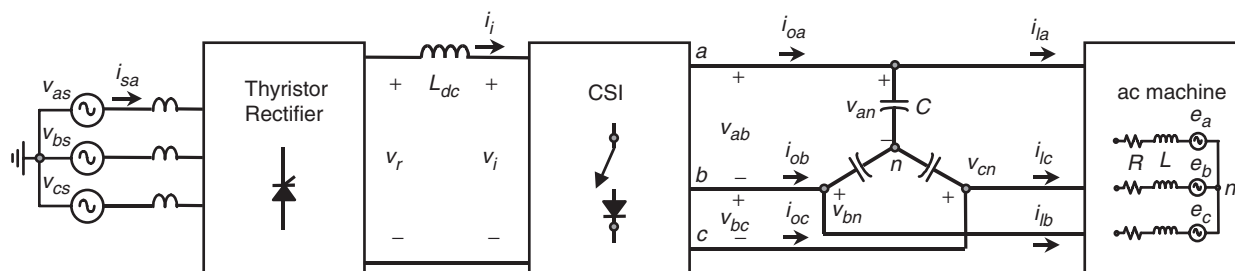 v_as
i_sa
v_bs
v_cs
Thyristor
Rectifier
+
L_dc
i_i
+
v_r
v_i
−
−
CSI
a
i_oa
i_la
+
v_ab
b
−
i_ob
+
v_bc
c
−
i_oc
+
v_an
C
−
n
v_cn
+
v_bn
+
i_lc
i_lb
ac machine
e_a
R
L
e_b
e_c
n